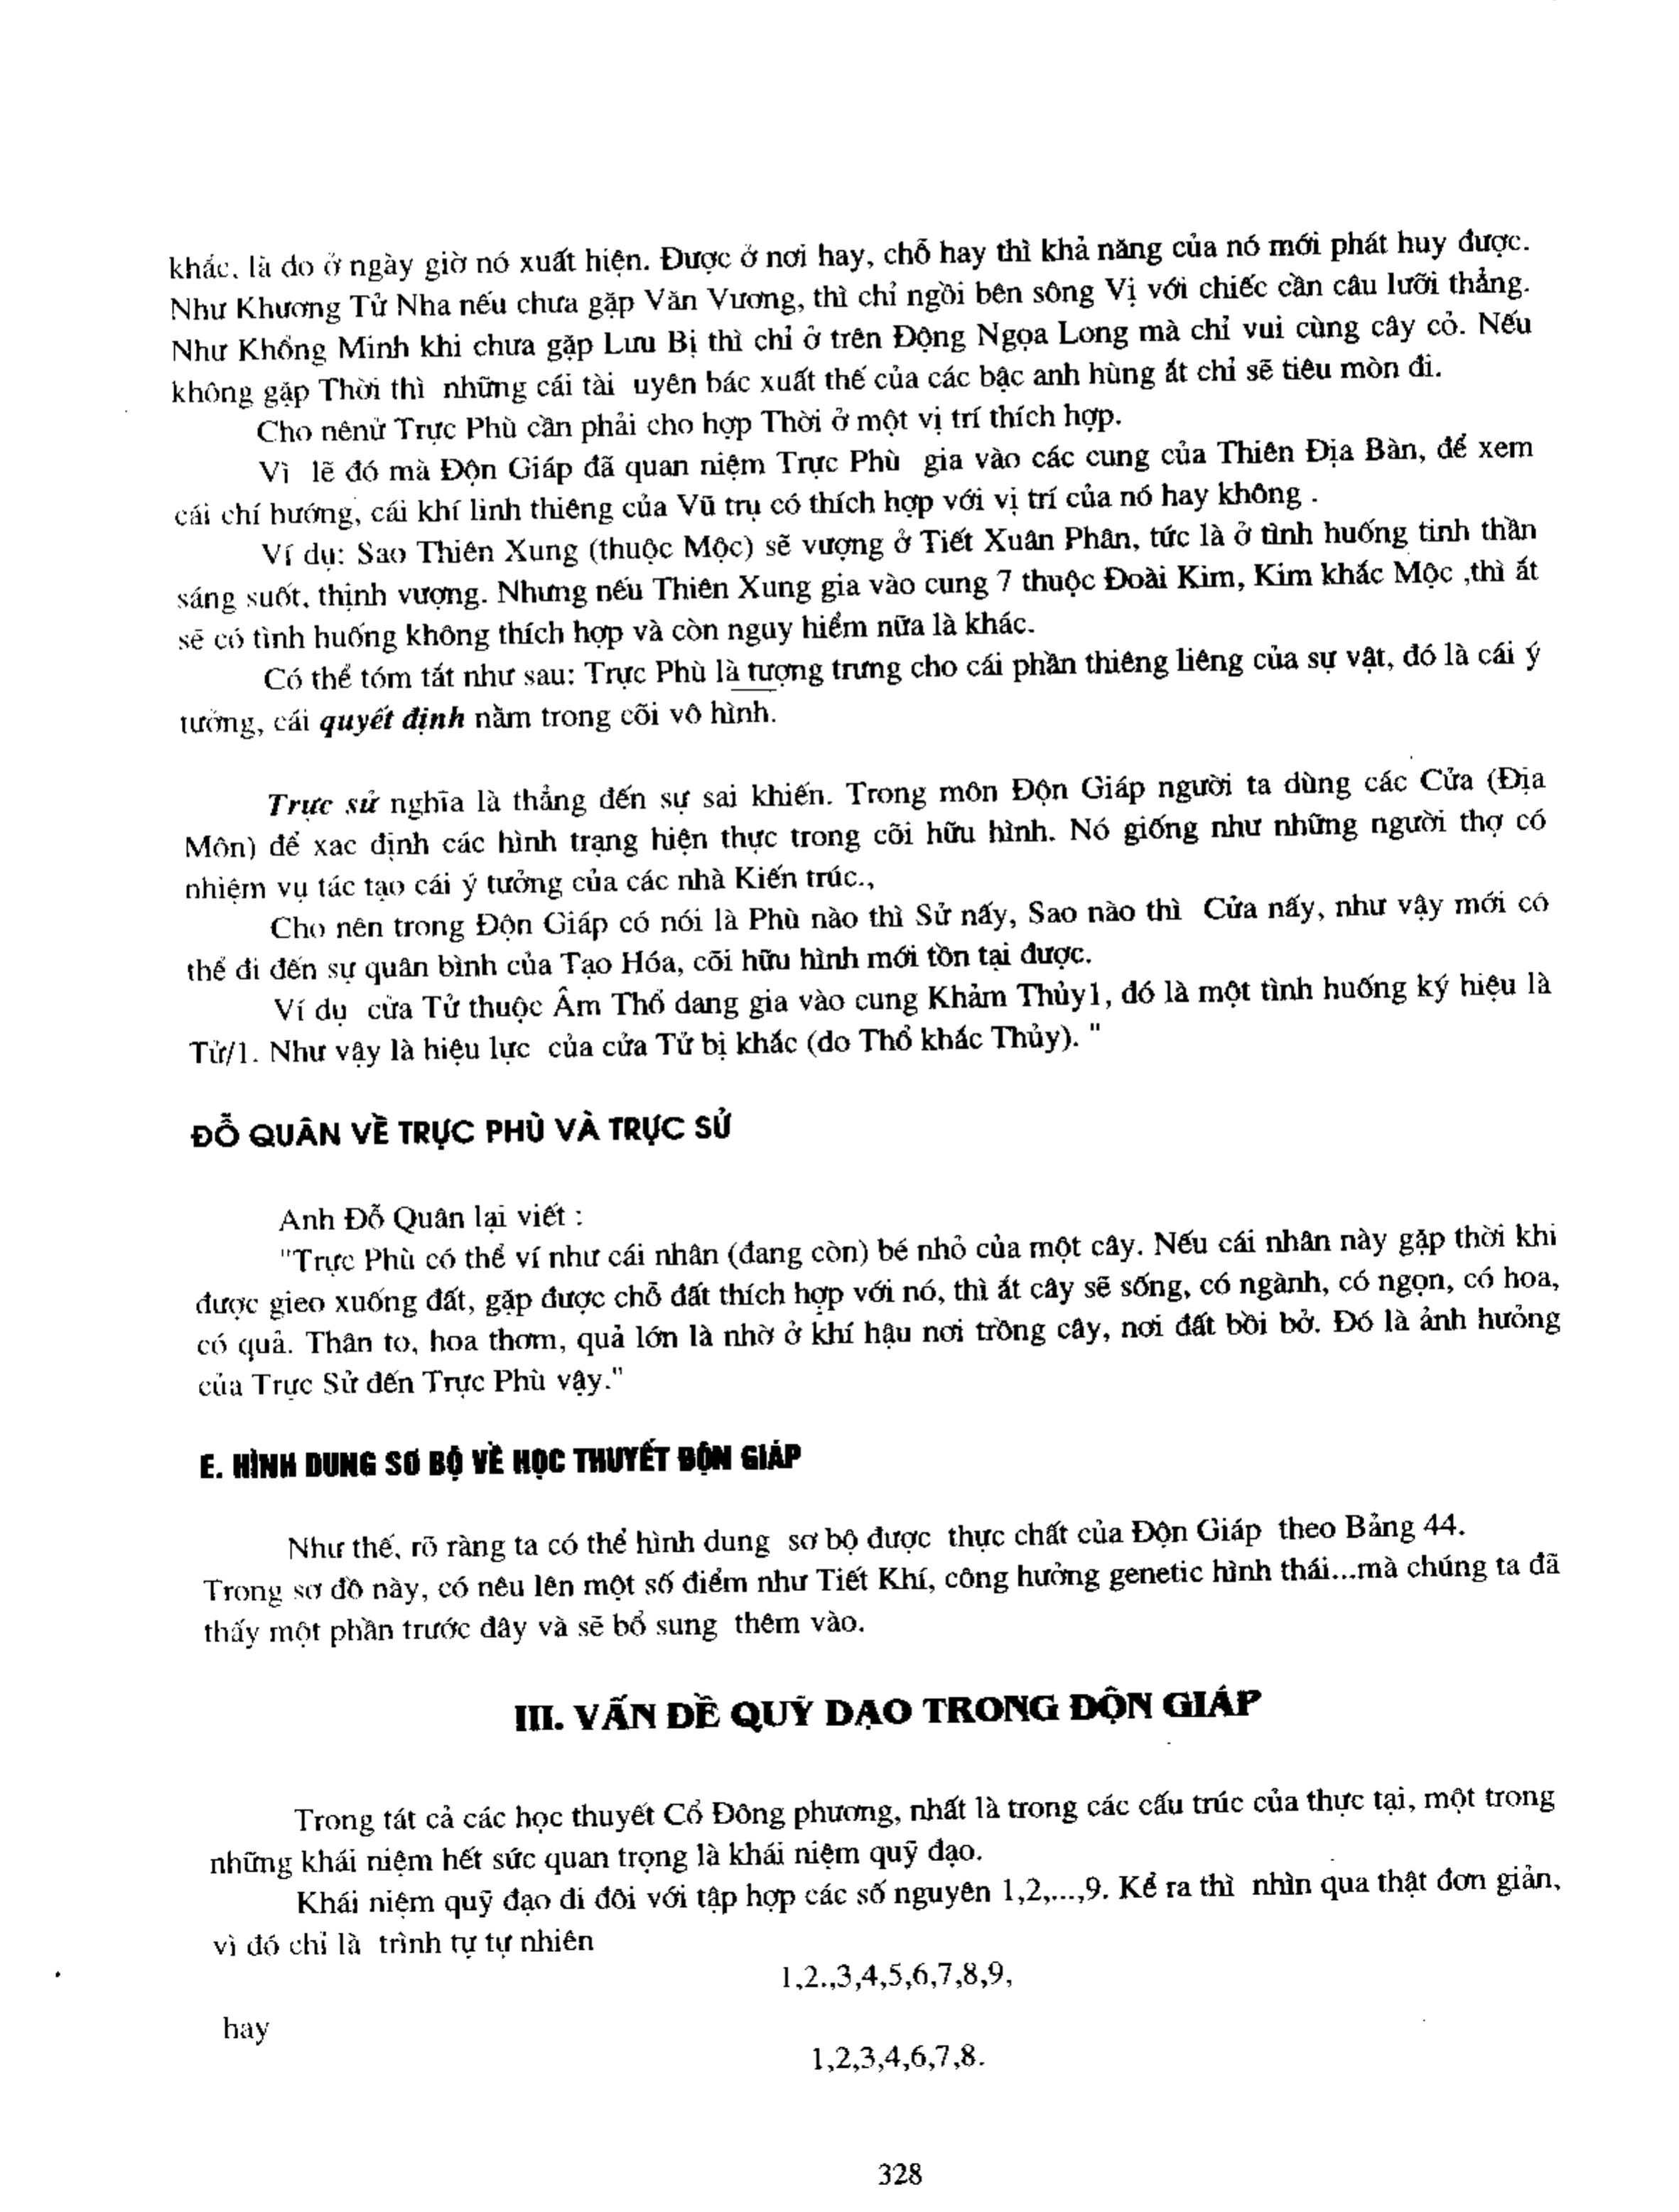 khắc, là do ở ngày giờ nó xuất hiện. Được ở nơi hay, chỗ hay thì khả năng của nó mới phát huy được.
Như Khương Tử Nha nếu chưa gặp Văn Vương, thì chỉ ngồi bên sông Vị với chiếc cần câu lưỡi thẳng.
Như Khổng Minh khi chưa gặp Lưu Bị thì chỉ ở trên Động Ngọa Long mà chỉ vui cùng cây cỏ. Nếu
không gặp Thời thì những cái tài uyên bác xuất thế của các bậc anh hùng ắt chỉ sẽ tiêu mòn đi.
Cho nênử Trực Phù cần phải cho hợp Thời ở một vị trí thích hợp.
Vì lẽ đó mà Độn Giáp đã quan niệm Trực Phù gia vào các cung của Thiên Địa Bàn, để xem
cái chí hướng, cái khí linh thiêng của Vũ trụ có thích hợp với vị trí của nó hay không .
Ví dụ: Sao Thiên Xung (thuộc Mộc) sẽ vượng ở Tiết Xuân Phân, tức là ở tình huống tinh thần
sáng suốt, thịnh vượng. Nhưng nếu Thiên Xung gia vào cung 7 thuộc Đoài Kim, Kim khắc Mộc ,thì ắt
sẽ có tình huống không thích hợp và còn nguy hiểm nữa là khác.
Có thể tóm tắt như sau: Trực Phù là tượng trưng cho cái phần thiêng liêng của sự vật, đó là cái ý
tưởng, cái quyết định nằm trong cõi vô hình.
Trực sử nghĩa là thẳng đến sự sai khiến. Trong môn Độn Giáp người ta dùng các Cửa (Địa
Môn) để xac định các hình trạng hiện thực trong cõi hữu hình. Nó giống như những người thợ có
nhiệm vụ tác tạo cái ý tưởng của các nhà Kiến trúc.,
Cho nên trong Độn Giáp có nói là Phù nào thì Sử nấy, Sao nào thì Cửa nấy, như vậy mới có
thể đi đến sự quân bình của Tạo Hóa, cõi hữu hình mới tồn tại được.
Ví dụ cửa Tử thuộc Âm Thổ dang gia vào cung Khảm Thủy1, đó là một tình huống ký hiệu là
Tử/1. Như vậy là hiệu lực của cửa Tử bị khắc (do Thổ khắc Thủy). "
ĐỖ QUÂN VỀ TRỰC PHÙ VÀ TRỰC SỬ
Anh Đỗ Quân lại viết :
"Trực Phù có thể ví như cái nhân (đang còn) bé nhỏ của một cây. Nếu cái nhân này gặp thời khi
được gieo xuống đất, gặp được chỗ đất thích hợp với nó, thì ắt cây sẽ sống, có ngành, có ngọn, có hoa,
có quả. Thân to, hoa thơm, quả lớn là nhờ ở khí hậu nơi trồng cây, nơi đất bồi bở. Đó là ảnh hưởng
của Trực Sử đến Trực Phù vậy."
E. HÌNH DUNG SƠ BỘ VỀ HỌC THUYẾT ĐỘN GIÁP
Như thế, rõ ràng ta có thể hình dung sơ bộ được thực chất của Độn Giáp theo Bảng 44.
Trong sơ đồ này, có nêu lên một số điểm như Tiết Khí, công hưởng genetic hình thái...mà chúng ta đã
thấy một phần trước đây và sẽ bổ sung thêm vào.
III. VẤN ĐỀ QUỸ DẠO TRONG ĐỘN GIÁP
Trong tát cả các học thuyết Cổ Đông phương, nhất là trong các cấu trúc của thực tại, một trong
những khái niệm hết sức quan trọng là khái niệm quỹ đạo.
Khái niệm quỹ đạo đi đôi với tập hợp các số nguyên 1,2,...,9. Kể ra thì nhìn qua thật đơn giản,
vì đó chỉ là trình tự tự nhiên
1,2.,3,4,5,6,7,8,9,
hay
1,2,3,4,6,7,8.
328